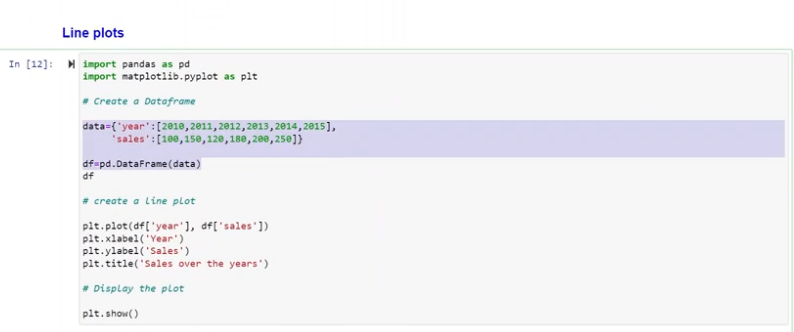 Line plots
In [12]:
import pandas as pd
import matplotlib.pyplot as plt
# Create a Dataframe
data={'year':[2010,2011,2012,2013,2014,2015],
'sales':[100,150,120,180,200,250]}
df=pd.DataFrame(data)
df
# create a line plot
plt.plot(df['year'], df['sales'])
plt.xlabel('Year')
plt.ylabel('Sales')
plt.title('Sales over the years')
# Display the plot
plt.show()